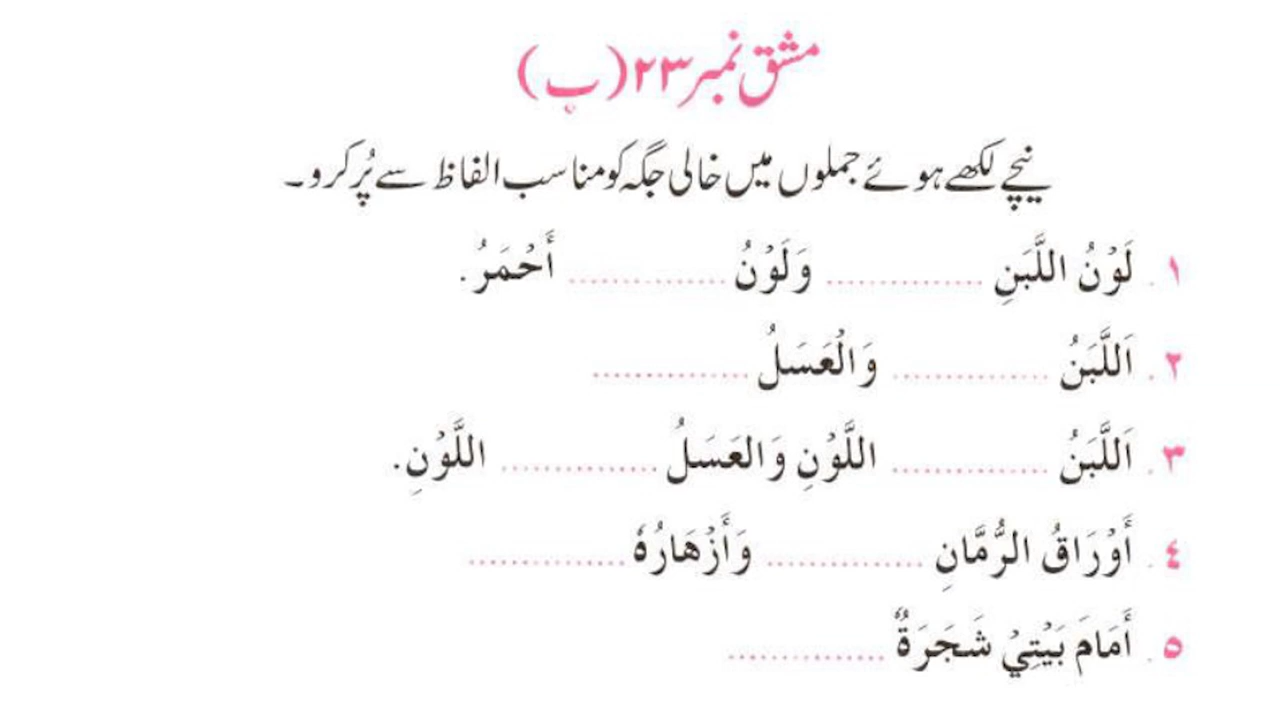 مشق نمبر ۲۳ (ب)
نیچے لکھے ہوئے جملوں میں خالی جگہ کو مناسب الفاظ سے پُر کرو۔
١. لَوْنُ اللَّبَنِ ................ وَلَوْنُ ................ أَحْمَرُ.
٢. اَللَّبَنُ ................ وَالْعَسَلُ ................
٣. اَللَّبَنُ ................ اللَّوْنِ وَالعَسَلُ ................ اللَّوْنِ.
٤. أَوْرَاقُ الرُّمَّانِ ................ وَأَزْهَارُهٗ ................
٥. أَمَامَ بَيْتِيْ شَجَرَةٌ ................